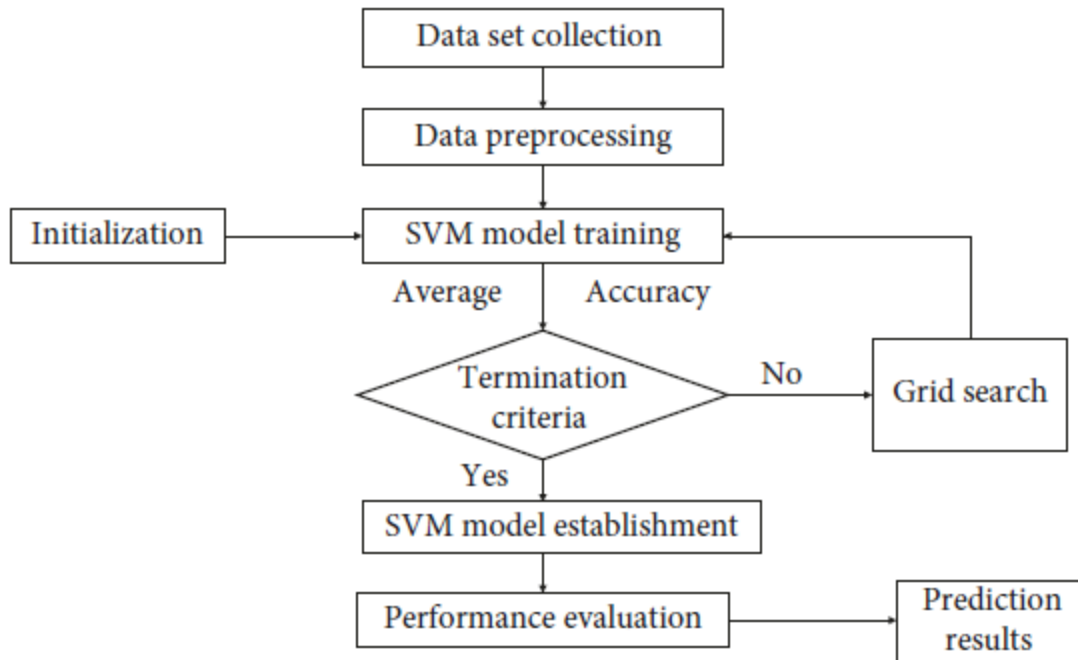 Data set collection
Data preprocessing
Initialization
SVM model training
Average
Accuracy
Termination
criteria
No
Grid search
Yes
SVM model establishment
Performance evaluation
Prediction
results